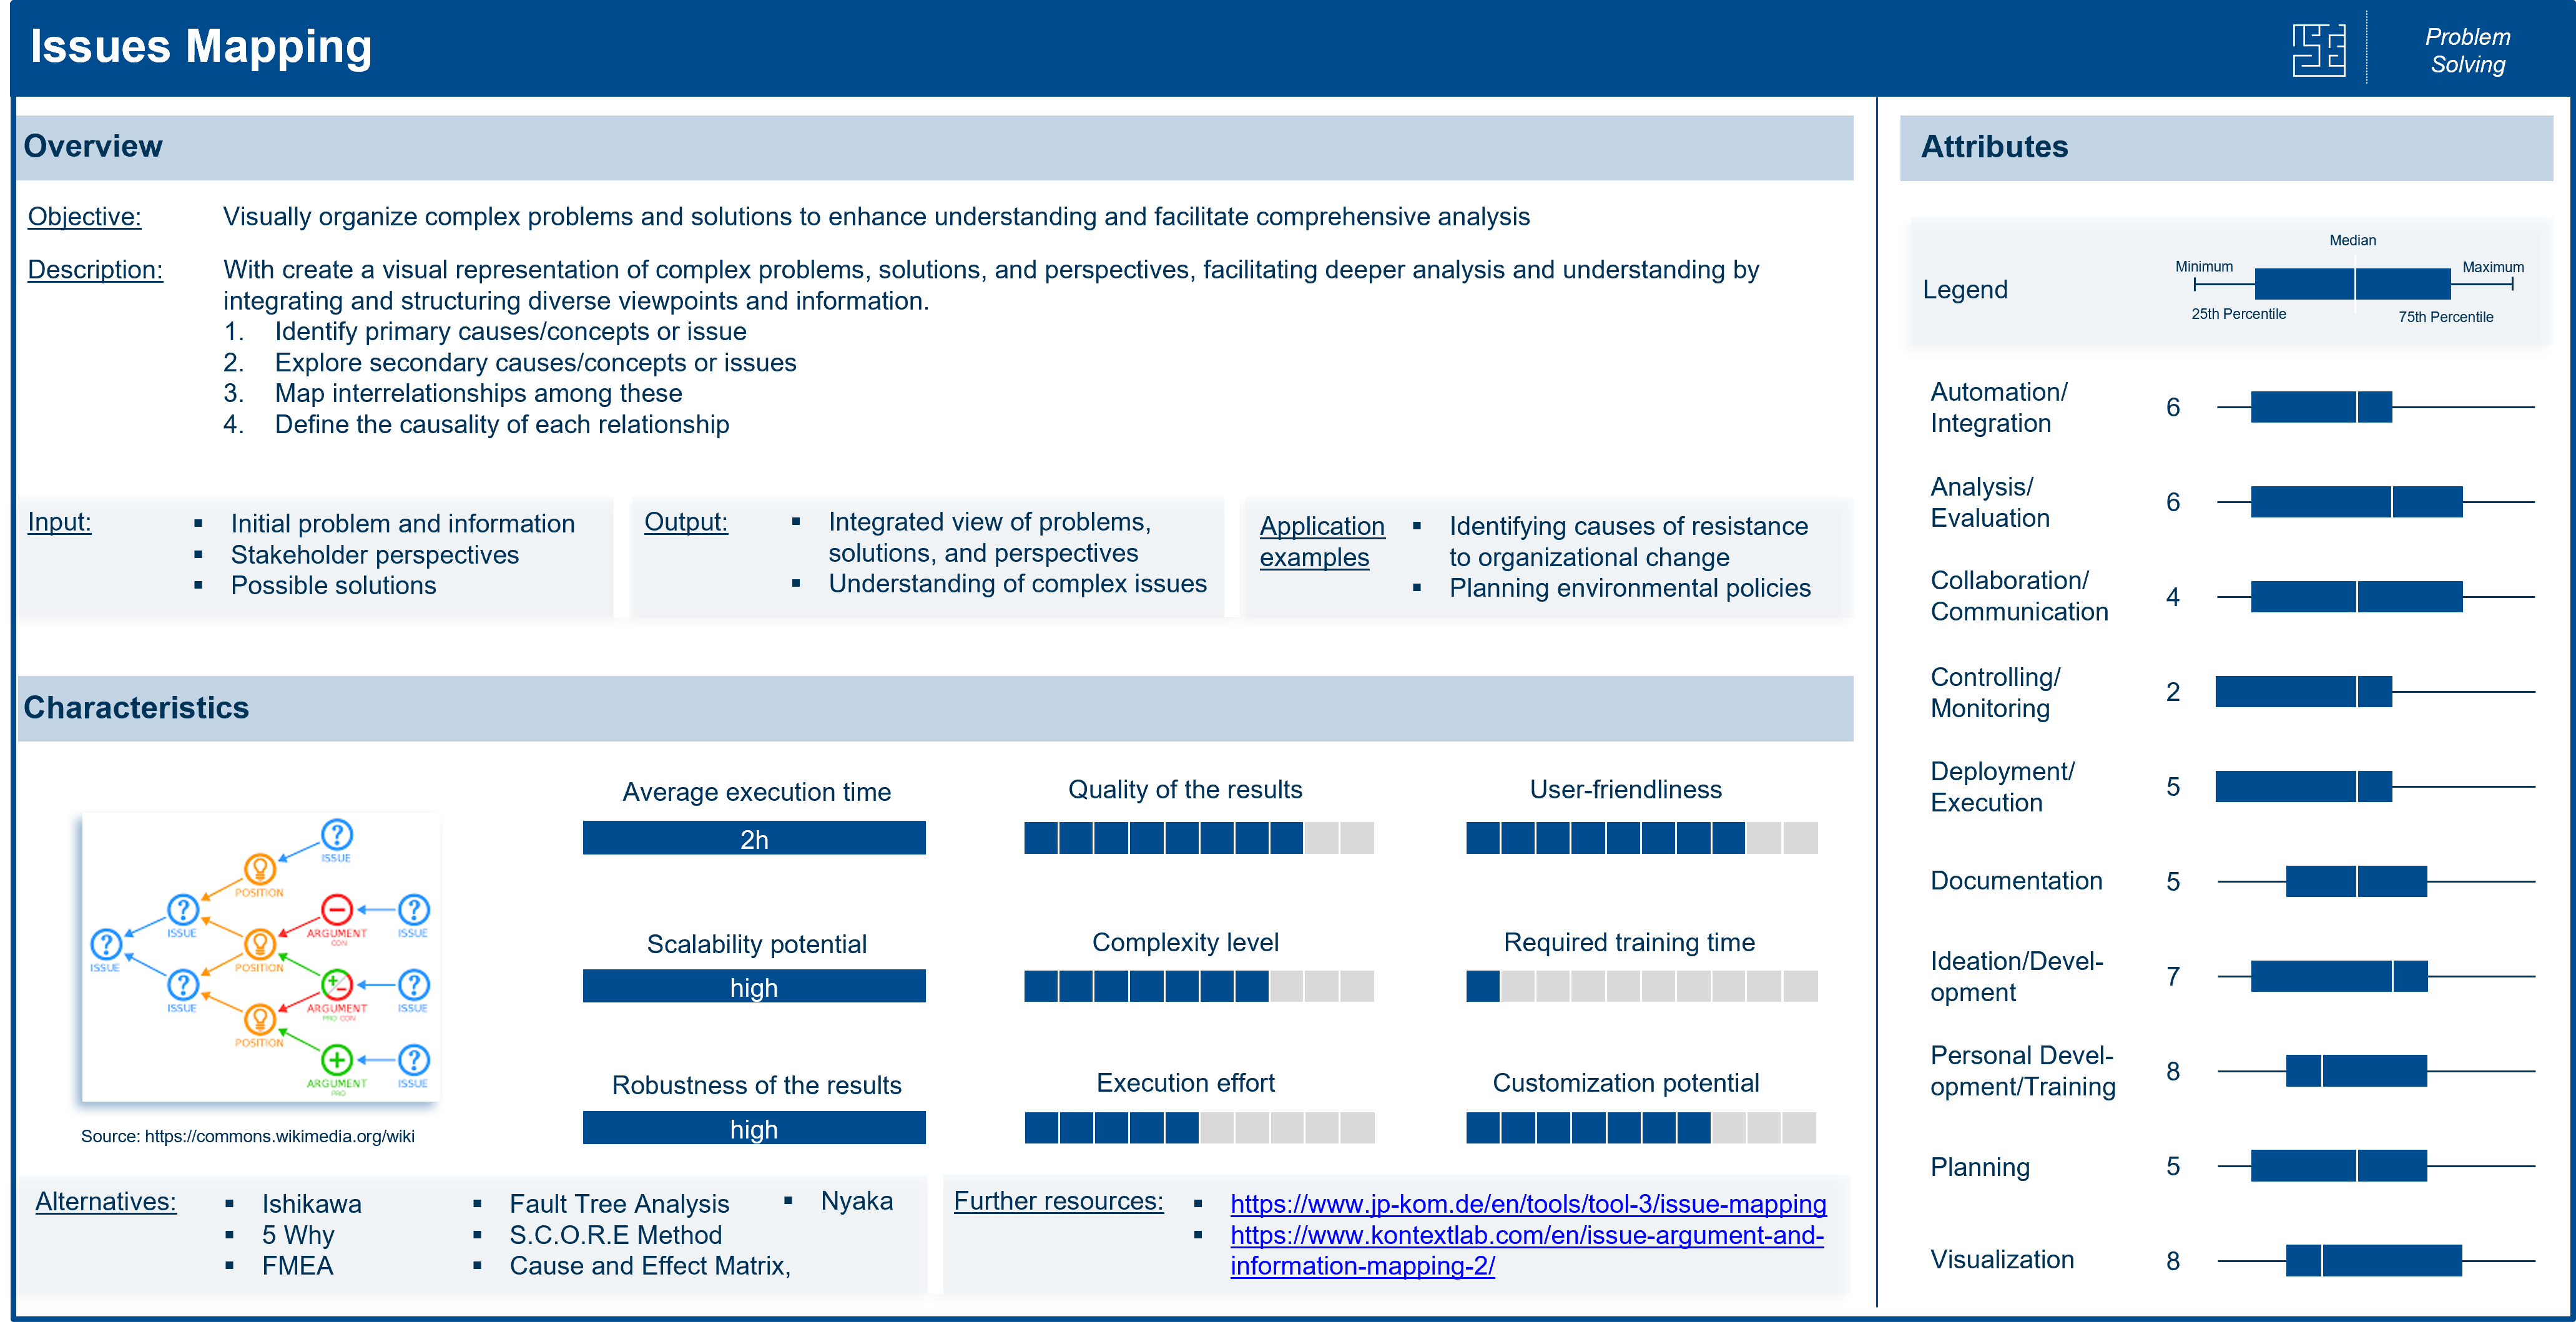 Issues Mapping
Problem
Solving
Overview
Objective:
Visually organize complex problems and solutions to enhance understanding and facilitate comprehensive analysis
Description:
With create a visual representation of complex problems, solutions, and perspectives, facilitating deeper analysis and understanding by
integrating and structuring diverse viewpoints and information.
1. Identify primary causes/concepts or issue
2. Explore secondary causes/concepts or issues
3. Map interrelationships among these
4. Define the causality of each relationship
Input:
▪ Initial problem and information
▪ Stakeholder perspectives
▪ Possible solutions
Output:
▪ Integrated view of problems,
solutions, and perspectives
▪ Understanding of complex issues
Application
examples
▪ Identifying causes of resistance
to organizational change
▪ Planning environmental policies
Characteristics
ISSUE
POSITION
ISSUE
ARGUMENT
CON
ISSUE
ISSUE
POSITION
ISSUE
ARGUMENT
PRO CON
ISSUE
POSITION
ARGUMENT
PRO
ISSUE
Source: https://commons.wikimedia.org/wiki
Average execution time
2h
Quality of the results
User-friendliness
Scalability potential
high
Complexity level
Required training time
Robustness of the results
high
Execution effort
Customization potential
Alternatives:
▪ Ishikawa
▪ 5 Why
▪ FMEA
▪ Fault Tree Analysis
▪ S.C.O.R.E Method
▪ Cause and Effect Matrix,
▪ Nyaka
Further resources:
▪ https://www.jp-kom.de/en/tools/tool-3/issue-mapping
▪ https://www.kontextlab.com/en/issue-argument-and-
information-mapping-2/
Attributes
Legend
Median
Minimum
Maximum
25th Percentile
75th Percentile
Automation/
Integration
6
Analysis/
Evaluation
6
Collaboration/
Communication
4
Controlling/
Monitoring
2
Deployment/
Execution
5
Documentation
5
Ideation/Devel-
opment
7
Personal Devel-
opment/Training
8
Planning
5
Visualization
8